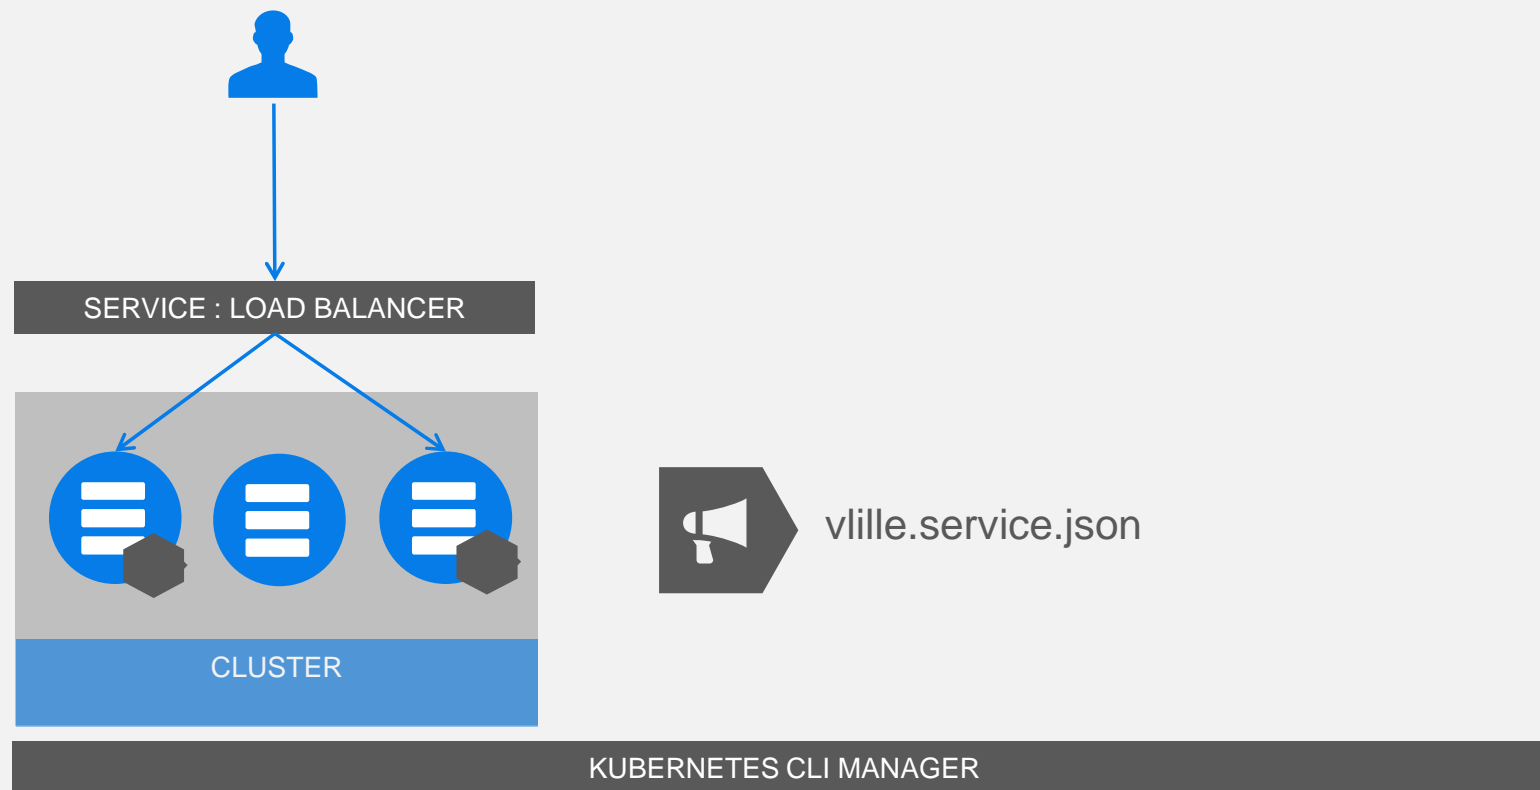 SERVICE : LOAD BALANCER
vlille.service.json
CLUSTER
KUBERNETES CLI MANAGER